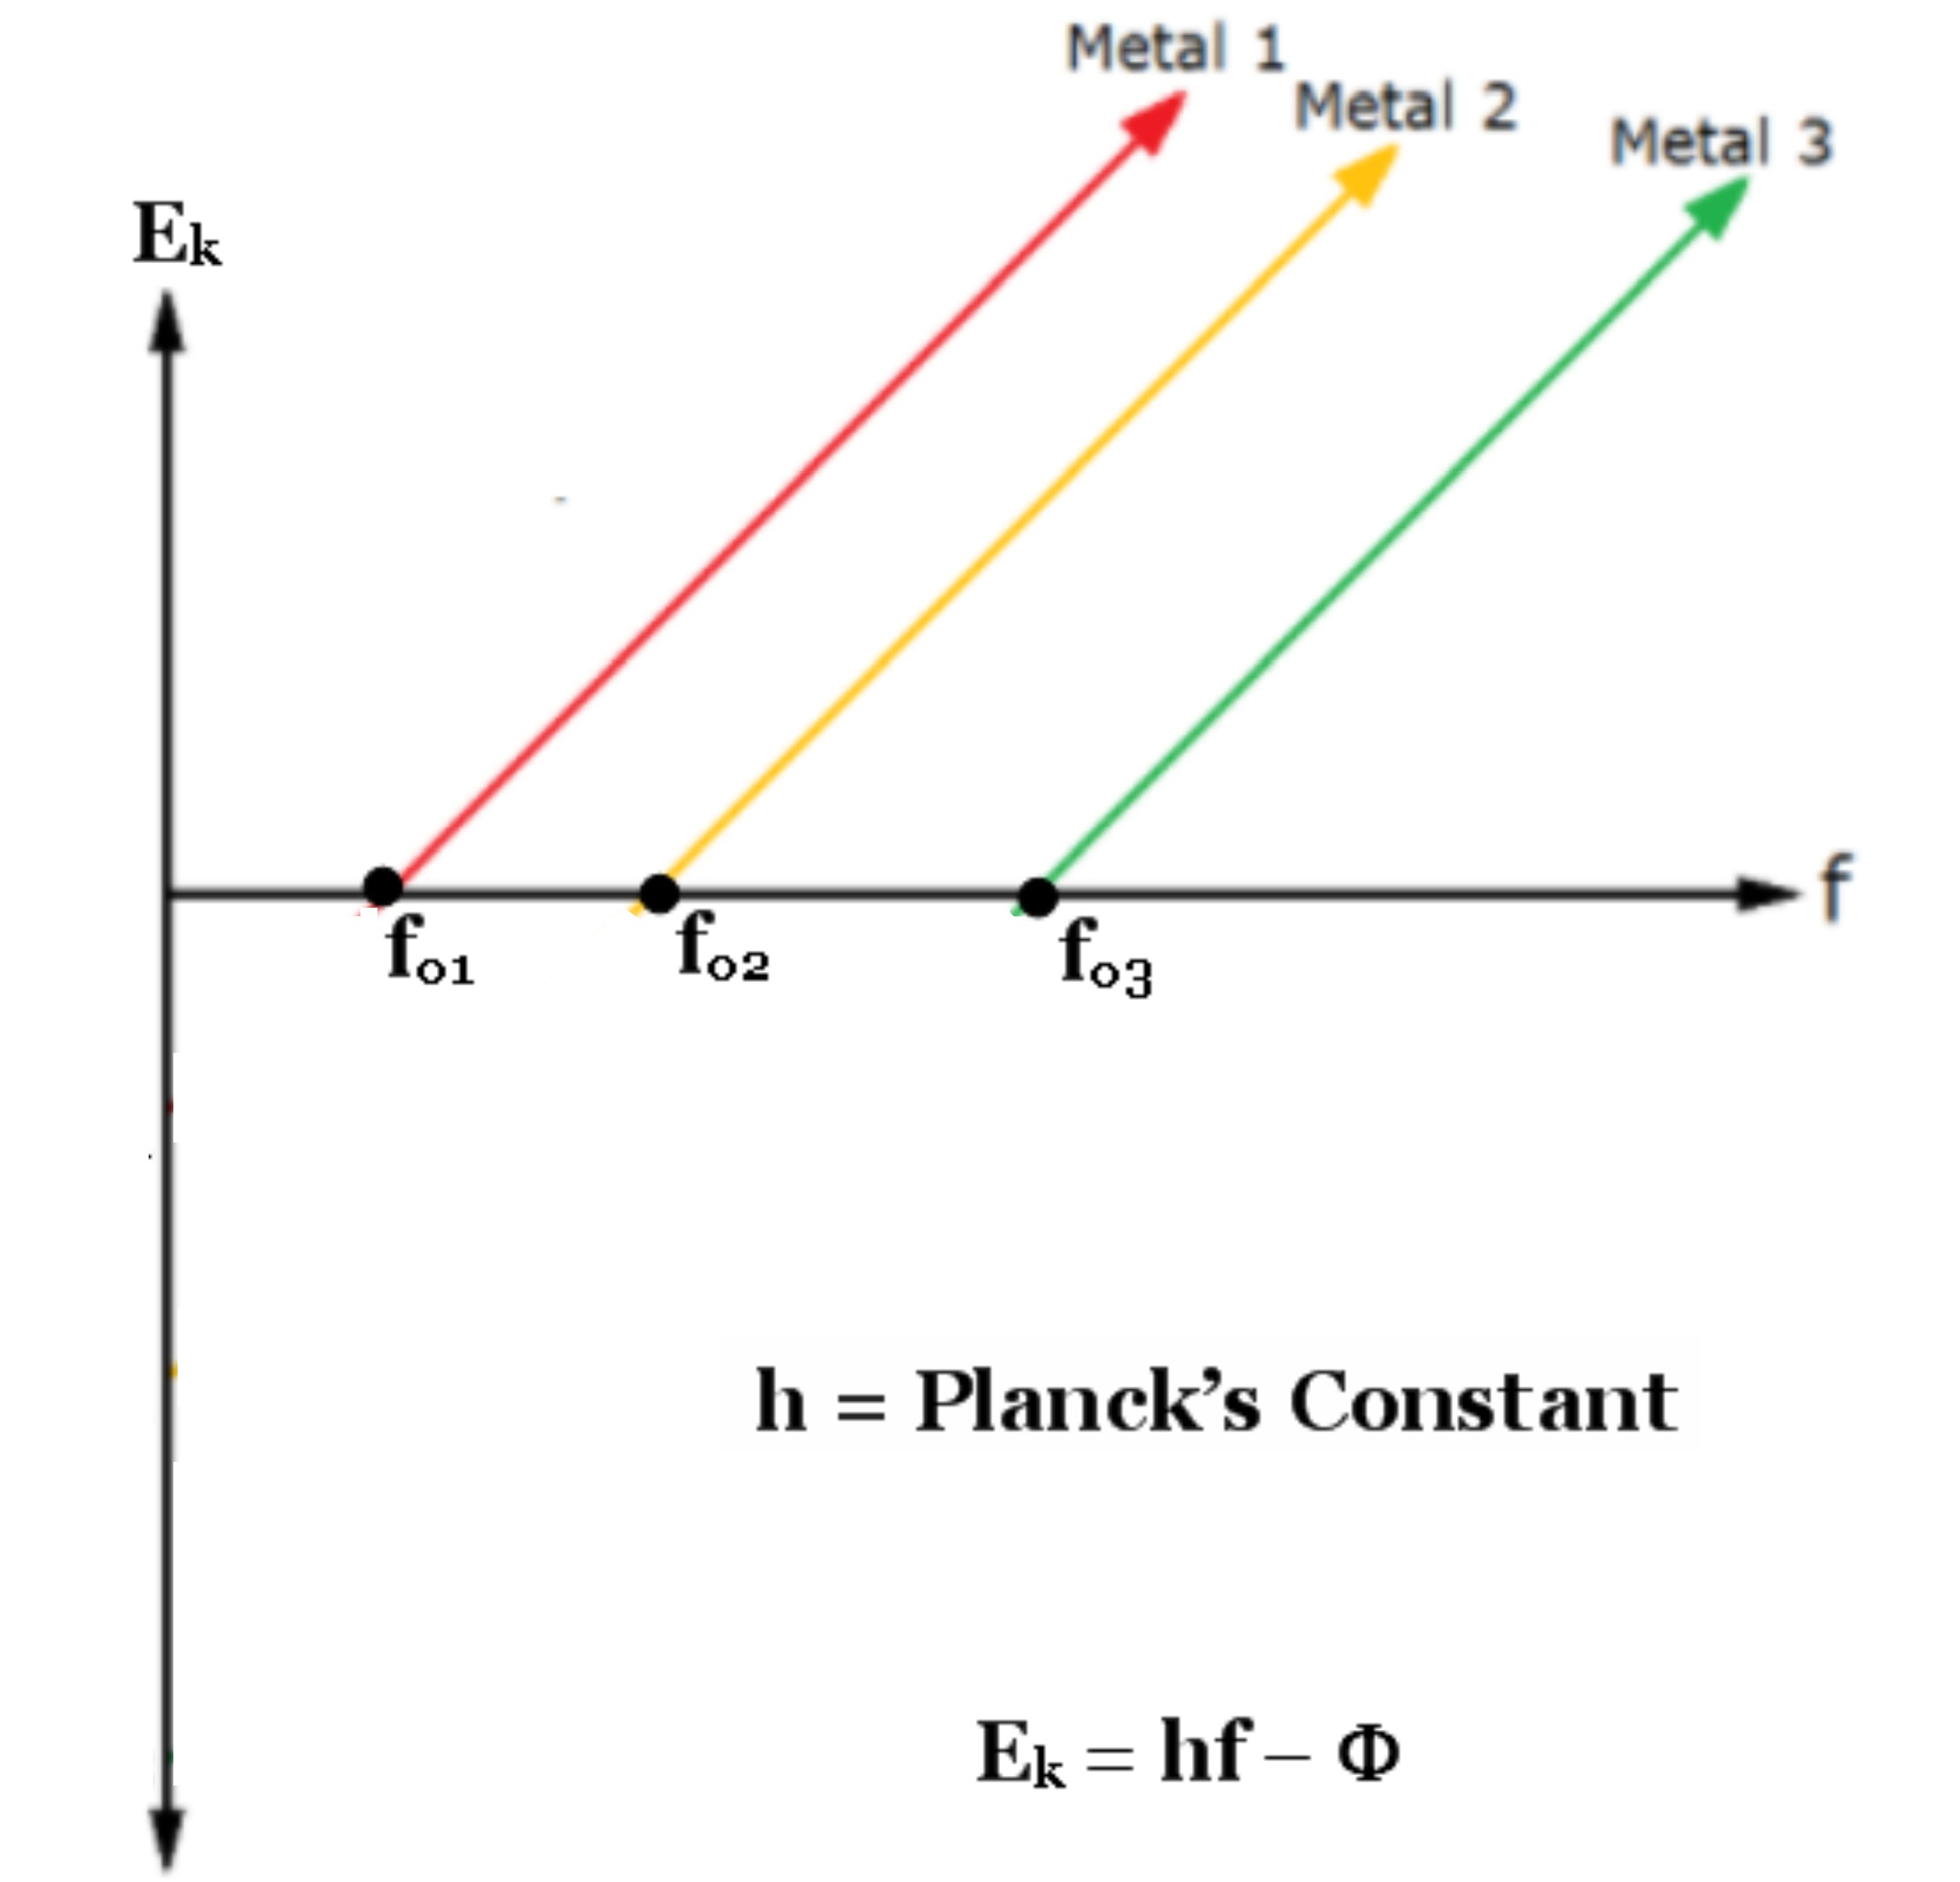 Metal 1
Metal 2
Metal 3
Eₖ
f
fₒ₁
fₒ₂
fₒ₃
h = Planck’s Constant
Eₖ = hf – Φ